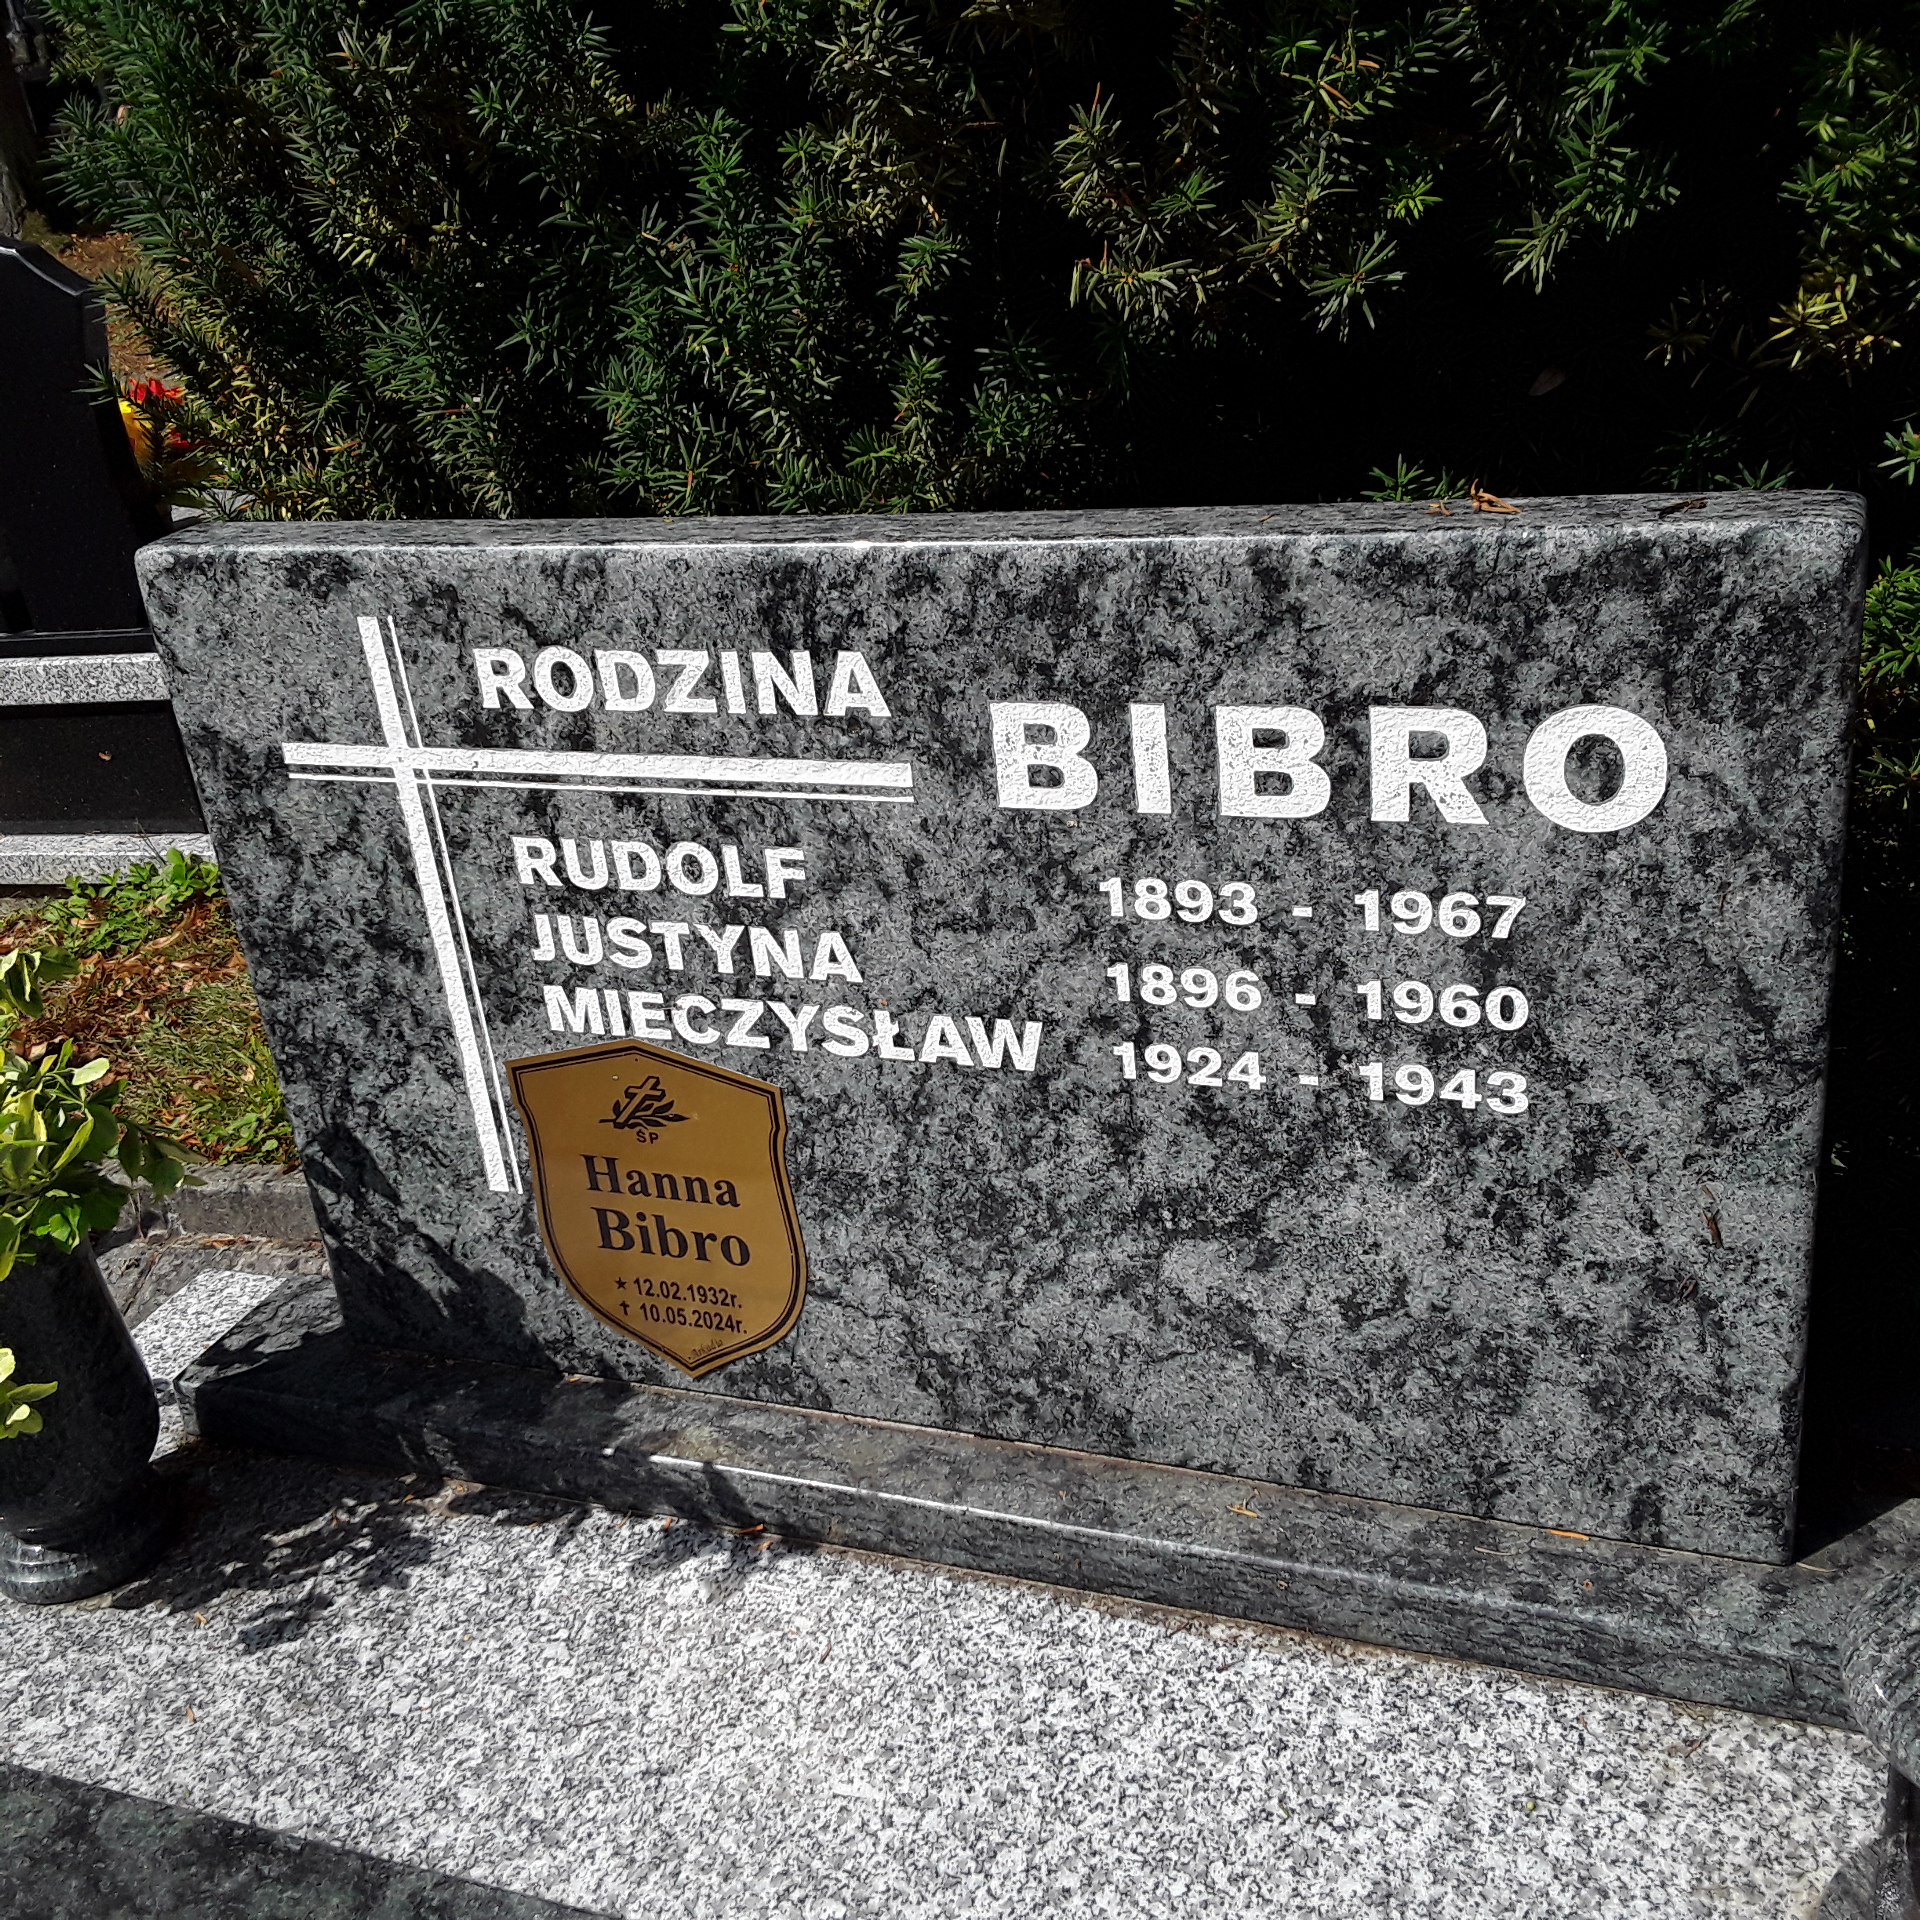 RODZINA
BIBRO
RUDOLF 1893 - 1967
JUSTYNA 1896 - 1960
MIECZYSŁAW 1924 - 1943
ŚP
Hanna
Bibro
★ 12.02.1932r.
✝ 10.05.2024r.